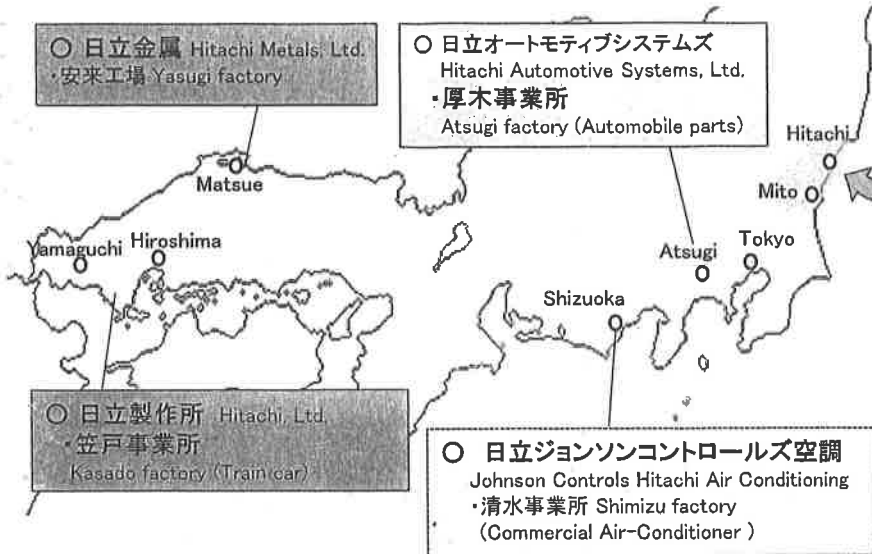 ○ 日立金属 Hitachi Metals, Ltd.
・安来工場 Yasugi factory
○ 日立オートモティブシステムズ
Hitachi Automotive Systems, Ltd.
・厚木事業所
Atsugi factory (Automobile parts)
Hitachi
Mito
Matsue
Yamaguchi
Hiroshima
Atsugi
Tokyo
Shizuoka
○ 日立製作所 Hitachi, Ltd.
・笠戸事業所
Kasado factory (Train car)
○ 日立ジョンソンコントロールズ空調
Johnson Controls Hitachi Air Conditioning
・清水事業所 Shimizu factory
(Commercial Air-Conditioner )